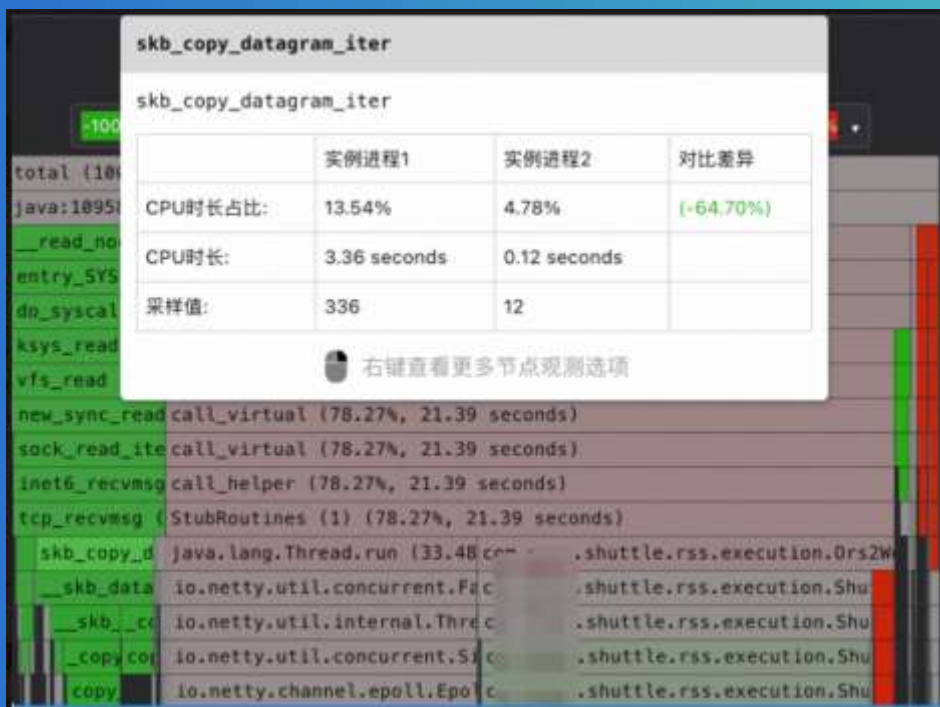 skb_copy_datagram_iter
skb_copy_datagram_iter
实例进程1 实例进程2 对比差异
CPU时长占比: 13.54% 4.78% (-64.70%)
CPU时长: 3.36 seconds 0.12 seconds
采样值: 336 12
右键查看更多节点观测选项
-100
total (10
java:10958
__read_no
entry_SYS
do_syscal
ksys_read
vfs_read
new_sync_read call_virtual (78.27%, 21.39 seconds)
sock_read_ite call_virtual (78.27%, 21.39 seconds)
inet6_recvmsg call_helper (78.27%, 21.39 seconds)
tcp_recvmsg ( StubRoutines (1) (78.27%, 21.39 seconds)
skb_copy_d java.lang.Thread.run (33.48 .shuttle.rss.execution.Ors2W
__skb_data io.netty.util.concurrent.Fa .shuttle.rss.execution.Shu
__skb_ _co io.netty.util.internal.Thre .shuttle.rss.execution.Shu
_copy cop io.netty.util.concurrent.Si .shuttle.rss.execution.Shu
copy io.netty.channel.epoll.Epol .shuttle.rss.execution.Shu